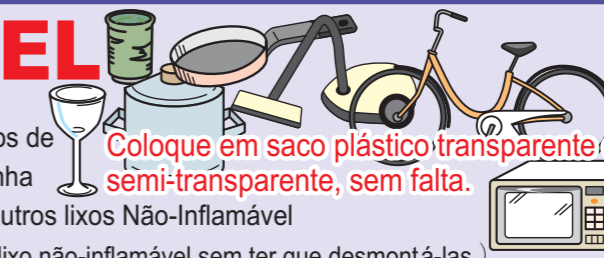 EL
os de
Coloque em saco plástico transparente
nha
semi-transparente, sem falta.
utros lixos Não-Inflamável
lixo não-inflamável sem ter que desmontá-las )